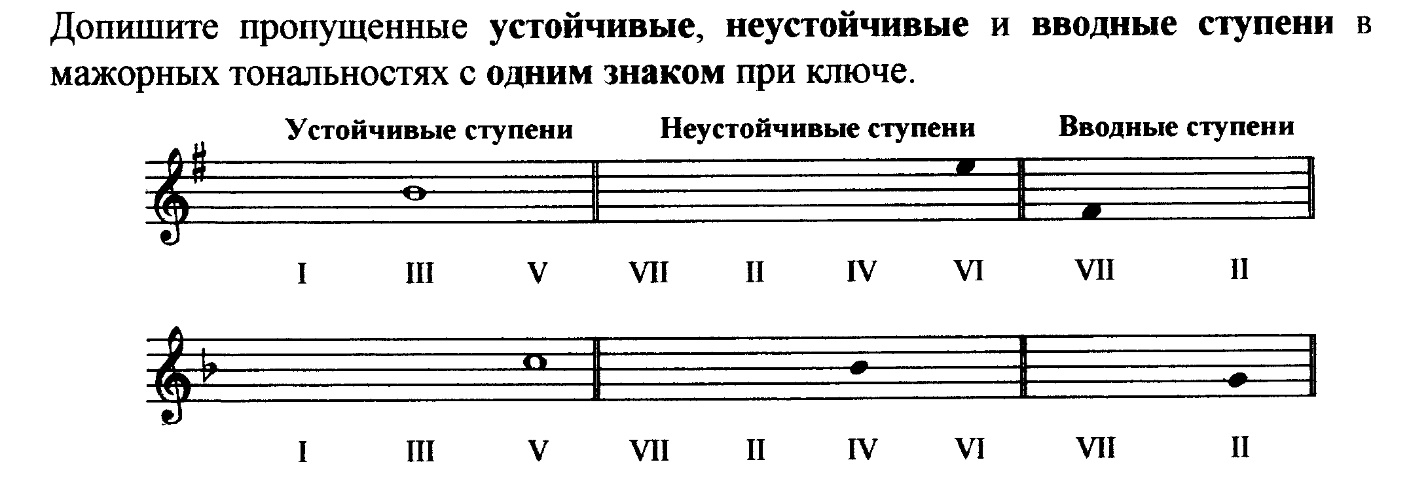 Допишите пропущенные устойчивые, неустойчивые и вводные ступени в
мажорных тональностях с одним знаком при ключе.
Устойчивые ступени Неустойчивые ступени Вводные ступени
I III V VII II IV VI VII II
I III V VII II IV VI VII II